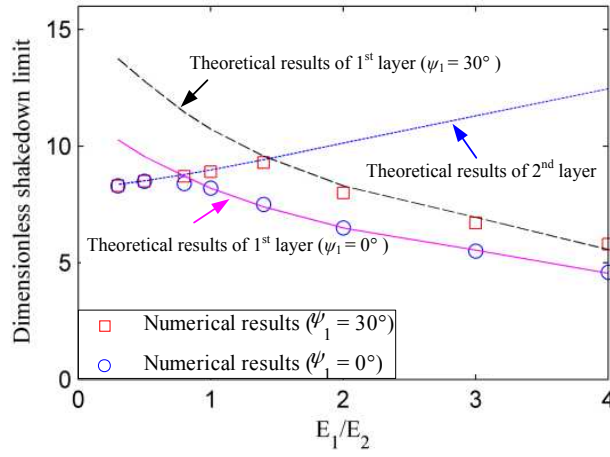 Dimensionless shakedown limit
15
10
5
0
Theoretical results of 1st layer (ψ1 = 30° )
Theoretical results of 2nd layer
Theoretical results of 1st layer (ψ1 = 0° )
Numerical results (ψ1 = 30°)
Numerical results (ψ1 = 0°)
0 1 2 3 4
E1/E2